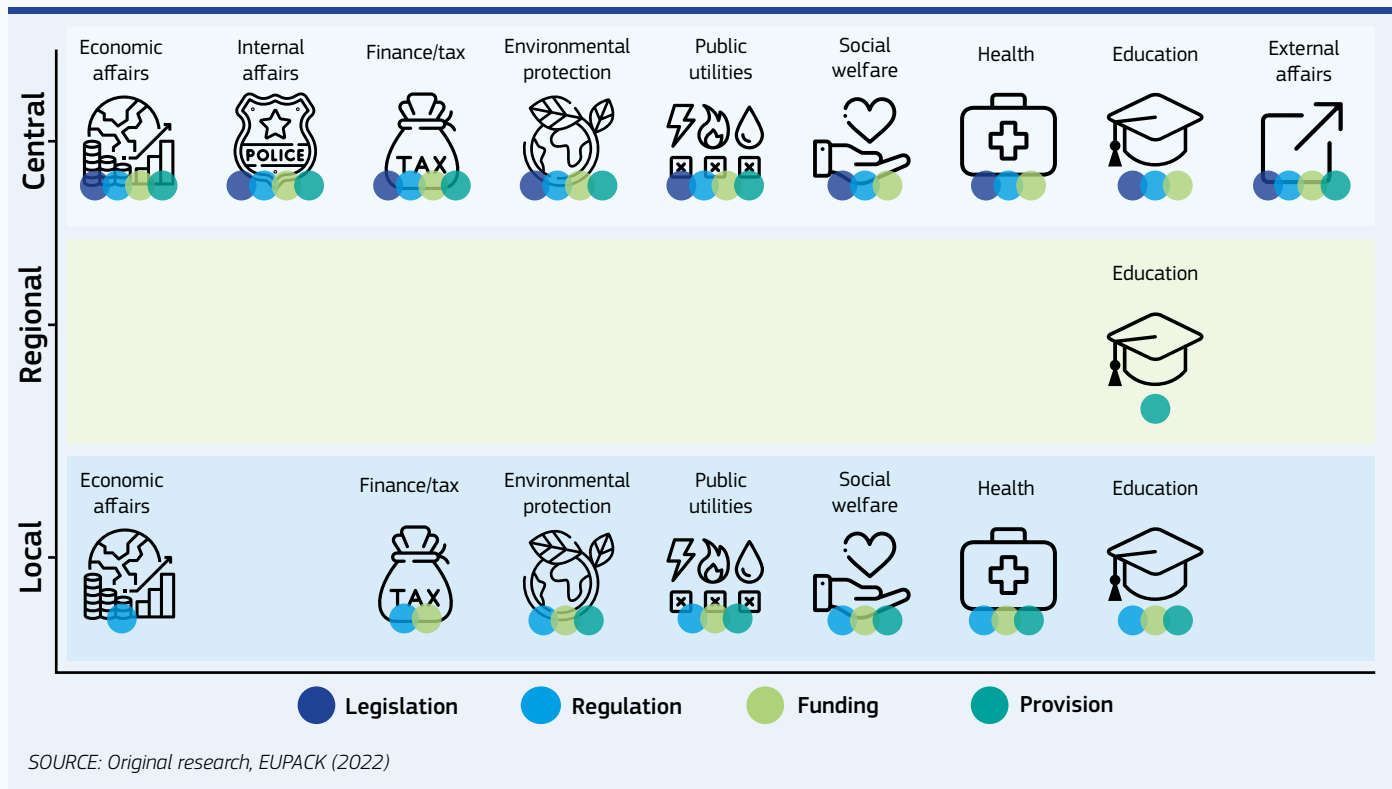 Central
Economic
affairs
Internal
affairs
Finance/tax
Environmental
protection
Public
utilities
Social
welfare
Health
Education
External
affairs
POLICE
TAX
Regional
Education
Local
Economic
affairs
Finance/tax
Environmental
protection
Public
utilities
Social
welfare
Health
Education
TAX
Legislation
Regulation
Funding
Provision
SOURCE: Original research, EUPACK (2022)